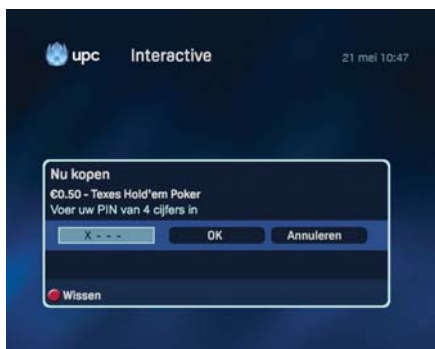 upc Interactive 21 mei 10:47
Nu kopen
€0.50 - Texes Hold'em Poker
Voer uw PIN van 4 cijfers in
X - - - OK Annuleren
Wissen